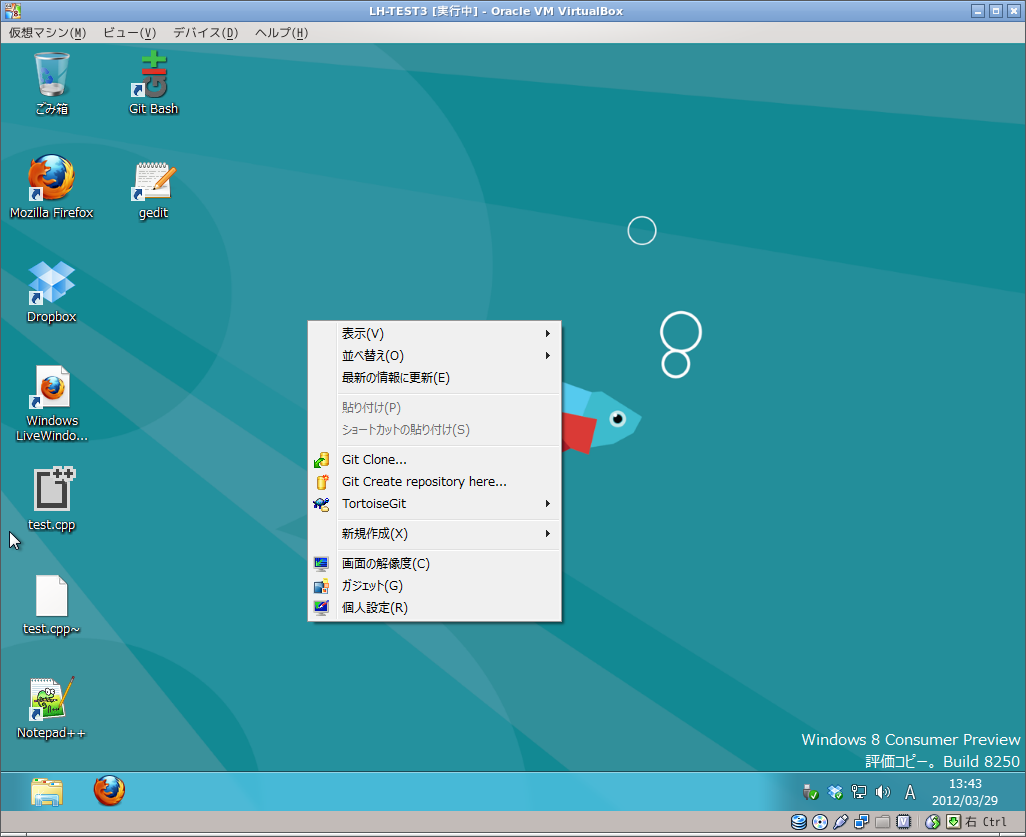 LH-TEST3 [実行中] - Oracle VM VirtualBox
仮想マシン(M) ビュー(V) デバイス(D) ヘルプ(H)
ごみ箱
Git Bash
Mozilla Firefox
gedit
Dropbox
Windows
LiveWindo...
test.cpp
test.cpp~
Notepad++
表示(V)
並べ替え(O)
最新の情報に更新(E)
貼り付け(P)
ショートカットの貼り付け(S)
Git Clone...
Git Create repository here...
TortoiseGit
新規作成(X)
画面の解像度(C)
ガジェット(G)
個人設定(R)
Windows 8 Consumer Preview
評価コピー。Build 8250
A
13:43
2012/03/29
右 Ctrl